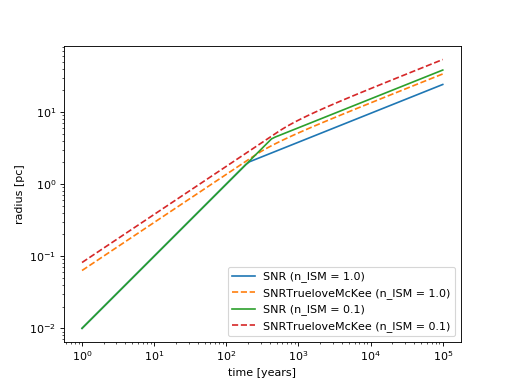 10¹
10⁰
10⁻¹
10⁻²
radius [pc]
SNR (n_ISM = 1.0)
SNRTrueloveMcKee (n_ISM = 1.0)
SNR (n_ISM = 0.1)
SNRTrueloveMcKee (n_ISM = 0.1)
10⁰ 10¹ 10² 10³ 10⁴ 10⁵
time [years]